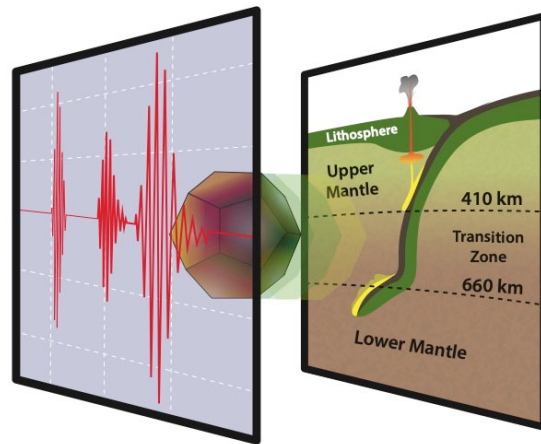 Lithosphere
Upper
Mantle
410 km
Transition
Zone
660 km
Lower Mantle